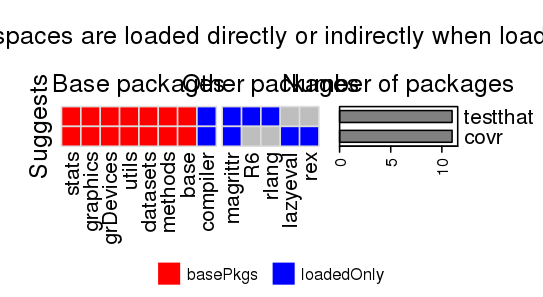 spaces are loaded directly or indirectly when load
Base packages
Other packages
Number of packages
Suggests
testthat
covr
stats
graphics
grDevices
utils
datasets
methods
base
compiler
magrittr
R6
rlang
lazyeval
rex
0
5
10
basePkgs
loadedOnly